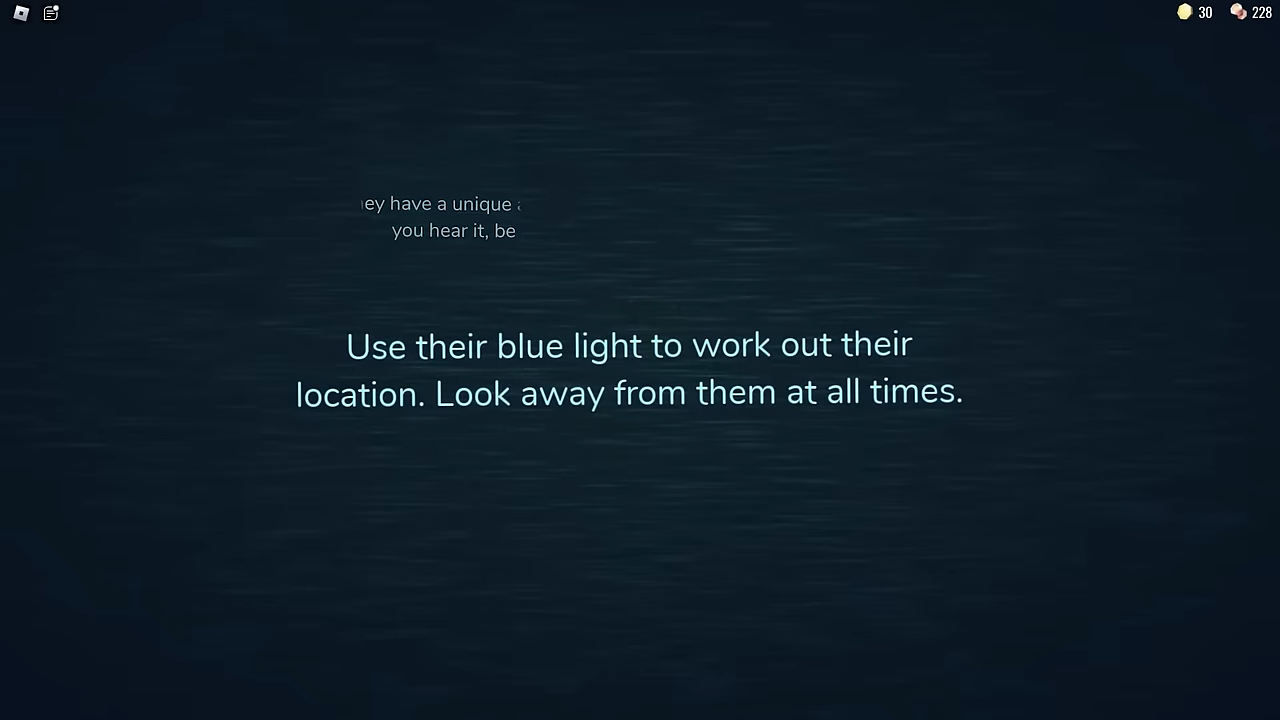 30 228
have a unique
you hear it, be
Use their blue light to work out their
location. Look away from them at all times.